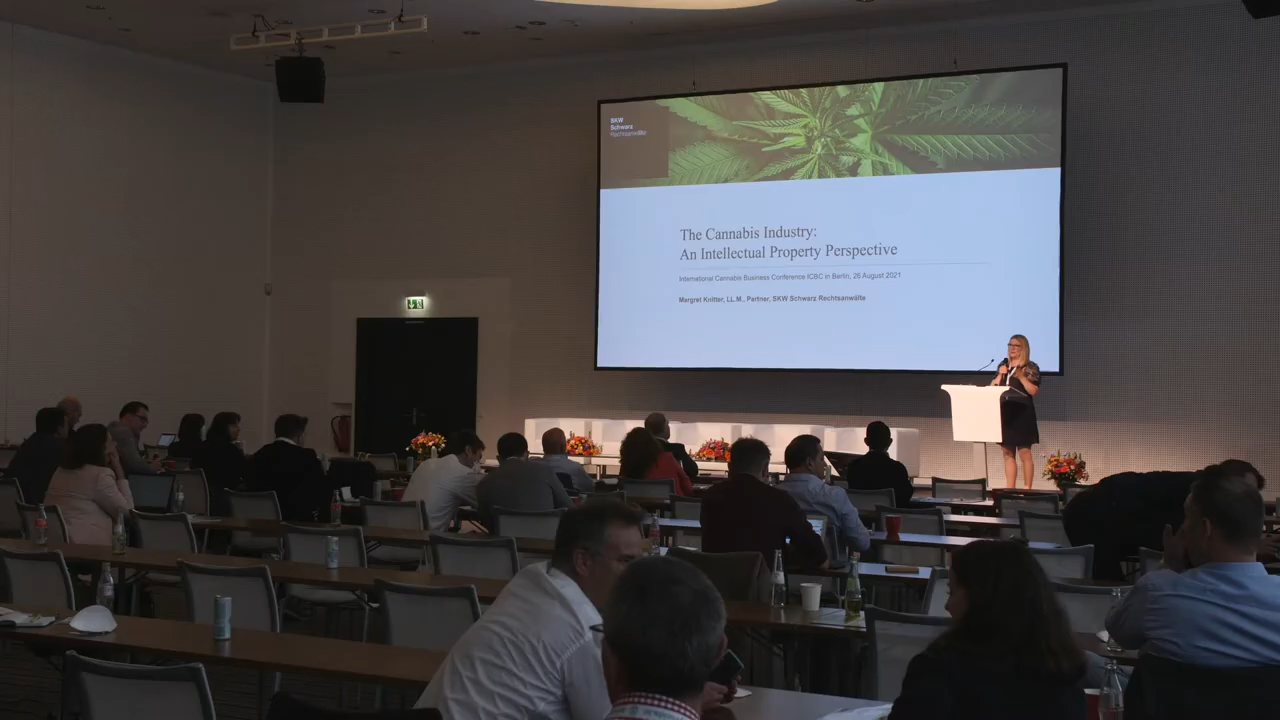 SKW
Schwarz
Rechtsanwälte
The Cannabis Industry:
An Intellectual Property Perspective
International Cannabis Business Conference ICBC in Berlin, 26 August 2021
Margret Knitter, LL.M., Partner, SKW Schwarz Rechtsanwälte